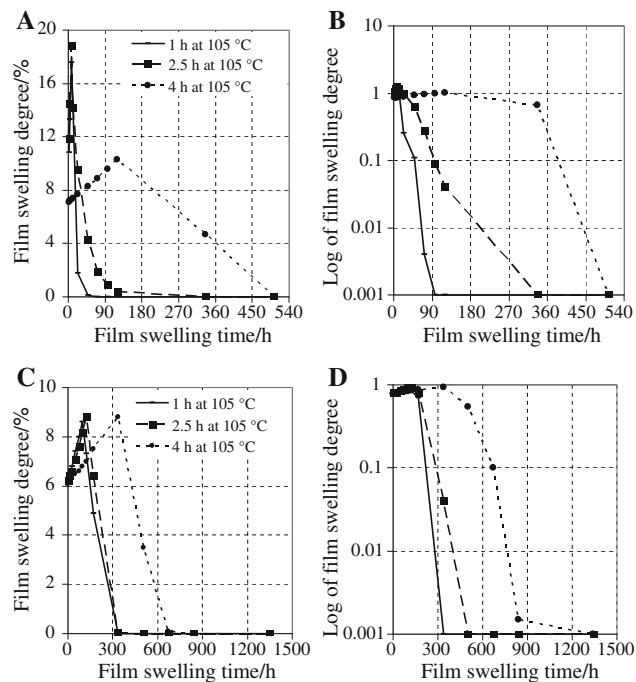 A
Film swelling degree/%
20
16
12
8
4
0
1 h at 105 °C
2.5 h at 105 °C
4 h at 105 °C
0 90 180 270 360 450 540
Film swelling time/h
B
Log of film swelling degree
10
1
0.1
0.01
0.001
0 90 180 270 360 450 540
Film swelling time/h
C
Film swelling degree/%
10
8
6
4
2
0
1 h at 105 °C
2.5 h at 105 °C
4 h at 105 °C
0 300 600 900 1200 1500
Film swelling time/h
D
Log of film swelling degree
1
0.1
0.01
0.001
0 300 600 900 1200 1500
Film swelling time/h